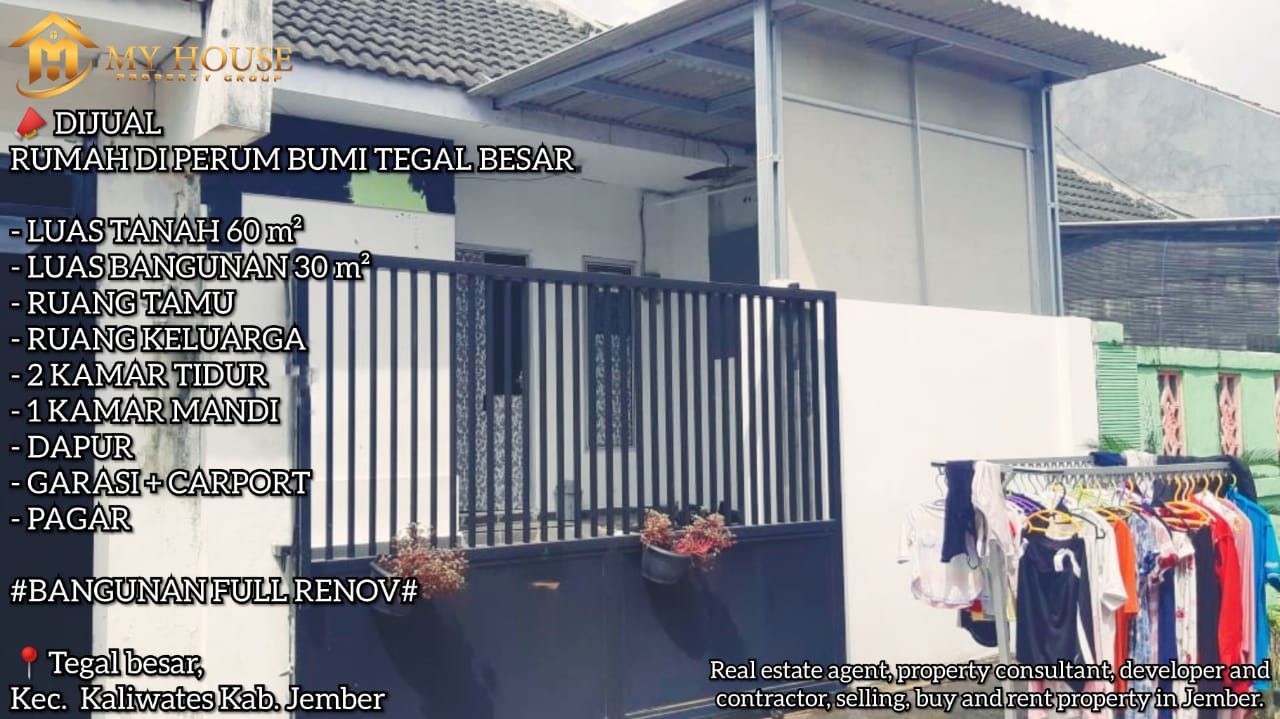 MY HOUSE
PROPERTY GROUP
DIJUAL
RUMAH DI PERUM BUMI TEGAL BESAR
- LUAS TANAH 60 m²
- LUAS BANGUNAN 30 m²
- RUANG TAMU
- RUANG KELUARGA
- 2 KAMAR TIDUR
- 1 KAMAR MANDI
- DAPUR
- GARASI + CARPORT
- PAGAR
#BANGUNAN FULL RENOV#
Tegal besar,
Kec. Kaliwates Kab. Jember
Real estate agent, property consultant, developer and
contractor, selling, buy and rent property in Jember.